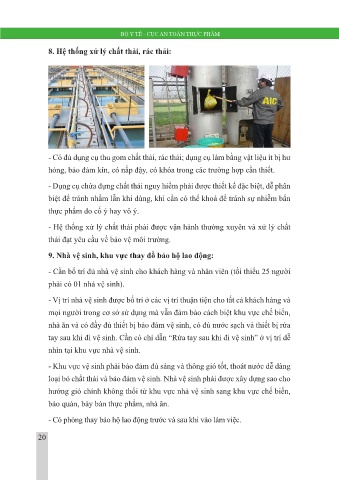 BỘ Y TẾ - CỤC AN TOÀN THỰC PHẨM
8. Hệ thống xử lý chất thải, rác thải:
AIC
- Có đủ dụng cụ thu gom chất thải, rác thải; dụng cụ làm bằng vật liệu ít bị hư
hỏng, bảo đảm kín, có nắp đậy, có khóa trong các trường hợp cần thiết.
- Dụng cụ chứa đựng chất thải nguy hiểm phải được thiết kế đặc biệt, dễ phân
biệt để tránh nhầm lẫn khi dùng, khi cần có thể khoá để tránh sự nhiễm bẩn
thực phẩm do cố ý hay vô ý.
- Hệ thống xử lý chất thải phải được vận hành thường xuyên và xử lý chất
thải đạt yêu cầu về bảo vệ môi trường.
9. Nhà vệ sinh, khu vực thay đồ bảo hộ lao động:
- Cần bố trí đủ nhà vệ sinh cho khách hàng và nhân viên (tối thiểu 25 người
phải có 01 nhà vệ sinh).
- Vị trí nhà vệ sinh được bố trí ở các vị trí thuận tiện cho tất cả khách hàng và
mọi người trong cơ sở sử dụng mà vẫn đảm bảo cách biệt khu vực chế biến,
nhà ăn và có đầy đủ thiết bị bảo đảm vệ sinh, có đủ nước sạch và thiết bị rửa
tay sau khi đi vệ sinh. Cần có chỉ dẫn “Rửa tay sau khi đi vệ sinh” ở vị trí dễ
nhìn tại khu vực nhà vệ sinh.
- Khu vực vệ sinh phải bảo đảm đủ sáng và thông gió tốt, thoát nước dễ dàng
loại bỏ chất thải và bảo đảm vệ sinh. Nhà vệ sinh phải được xây dựng sao cho
hướng gió chính không thổi từ khu vực nhà vệ sinh sang khu vực chế biến,
bảo quản, bày bán thực phẩm, nhà ăn.
- Có phòng thay bảo hộ lao động trước và sau khi vào làm việc.
20